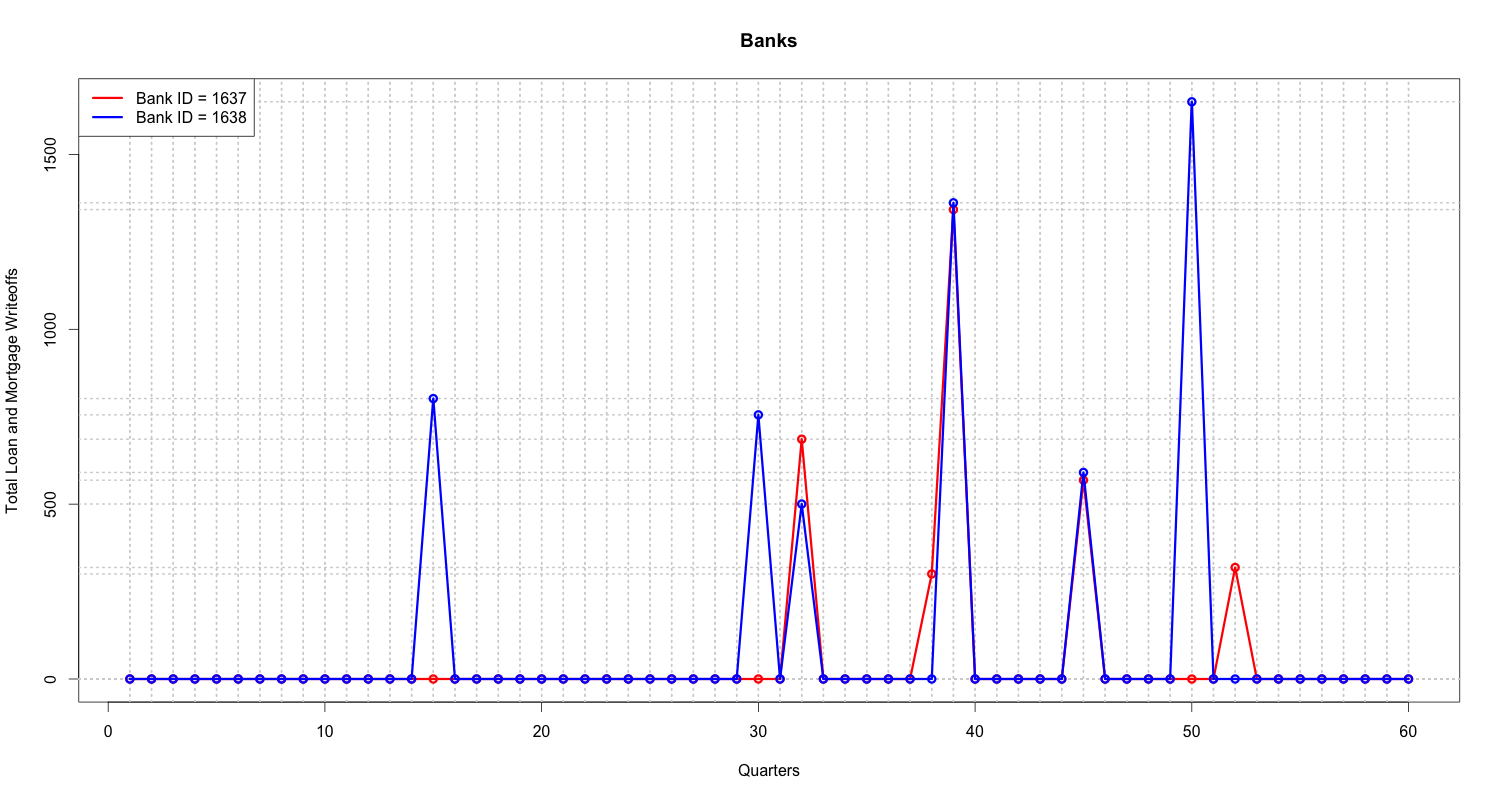 Banks
Bank ID = 1637
Bank ID = 1638
Total Loan and Mortgage Writeoffs
1500
1000
500
0
0 10 20 30 40 50 60
Quarters